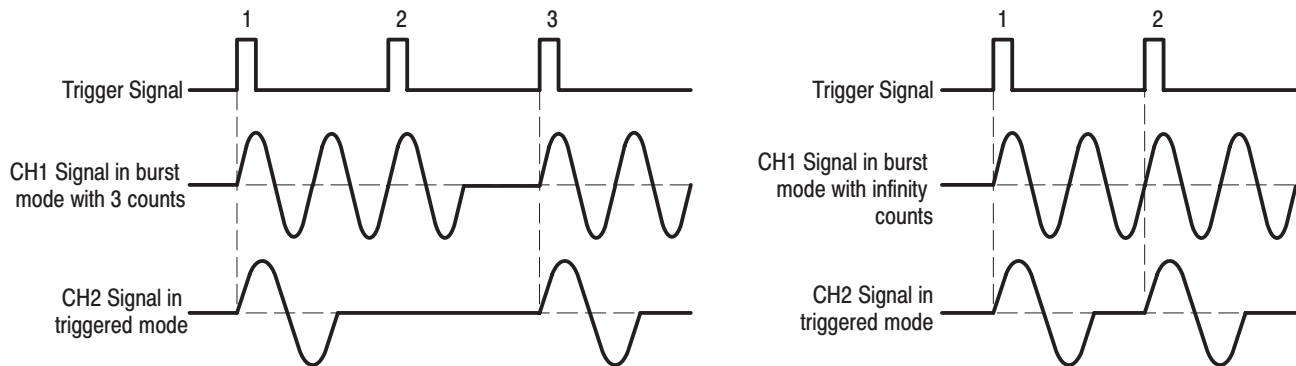 1 2 3
Trigger Signal
CH1 Signal in burst
mode with 3 counts
CH2 Signal in
triggered mode
1 2
Trigger Signal
CH1 Signal in burst
mode with infinity
counts
CH2 Signal in
triggered mode